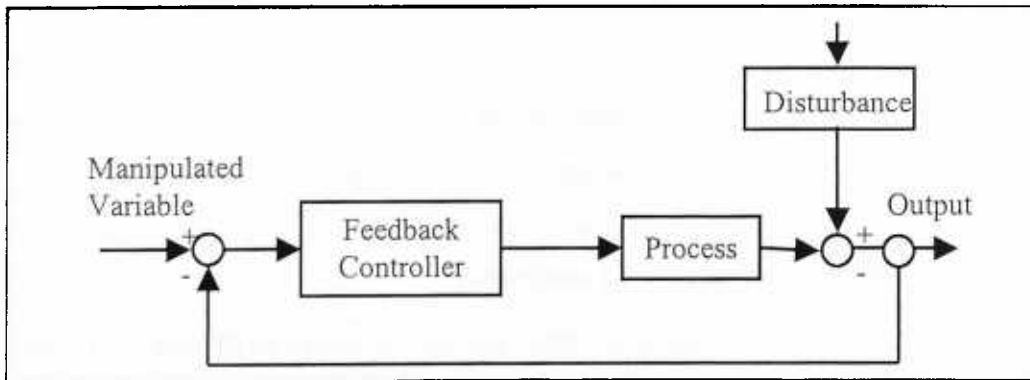 Disturbance
Manipulated
Variable
Output
+
Feedback
Controller
Process
+
-
-